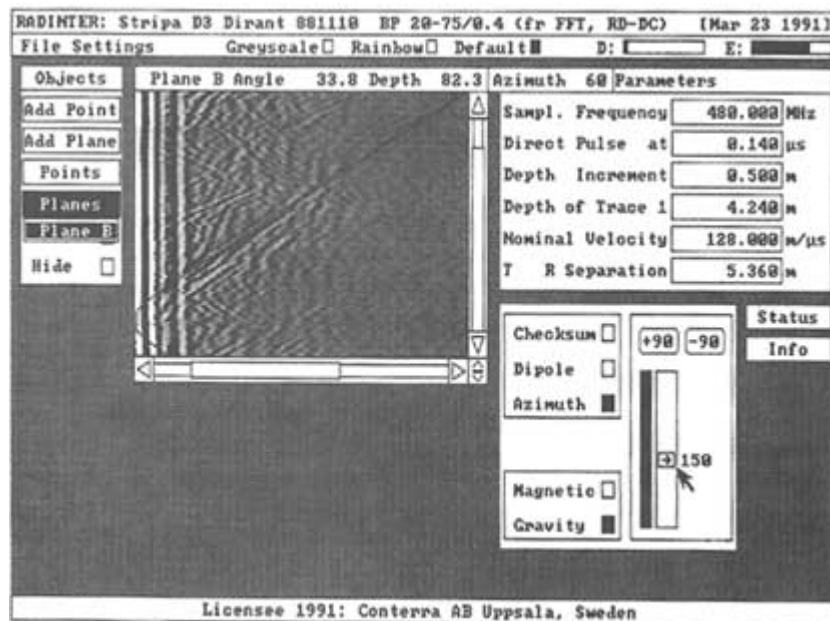 RADINTER: Stripa D3 Dirant 881110 BP 20-75/0.4 (fr FFT, RD-DC) [Mar 23 1991]
File Settings Greyscale Rainbow Default D: E:
Objects
Add Point
Add Plane
Points
Planes
Plane B
Hide
Plane B Angle 33.8 Depth 82.3 Azimuth 60 Parameters
Sampl. Frequency 480.000 MHz
Direct Pulse at 0.140 µs
Depth Increment 0.500 m
Depth of Trace 1 4.240 m
Nominal Velocity 128.000 m/µs
T R Separation 5.360 m
Checksum
Dipole
Azimuth
Magnetic
Gravity
+90 -90
150
Status
Info
Licensee 1991: Conterra AB Uppsala, Sweden